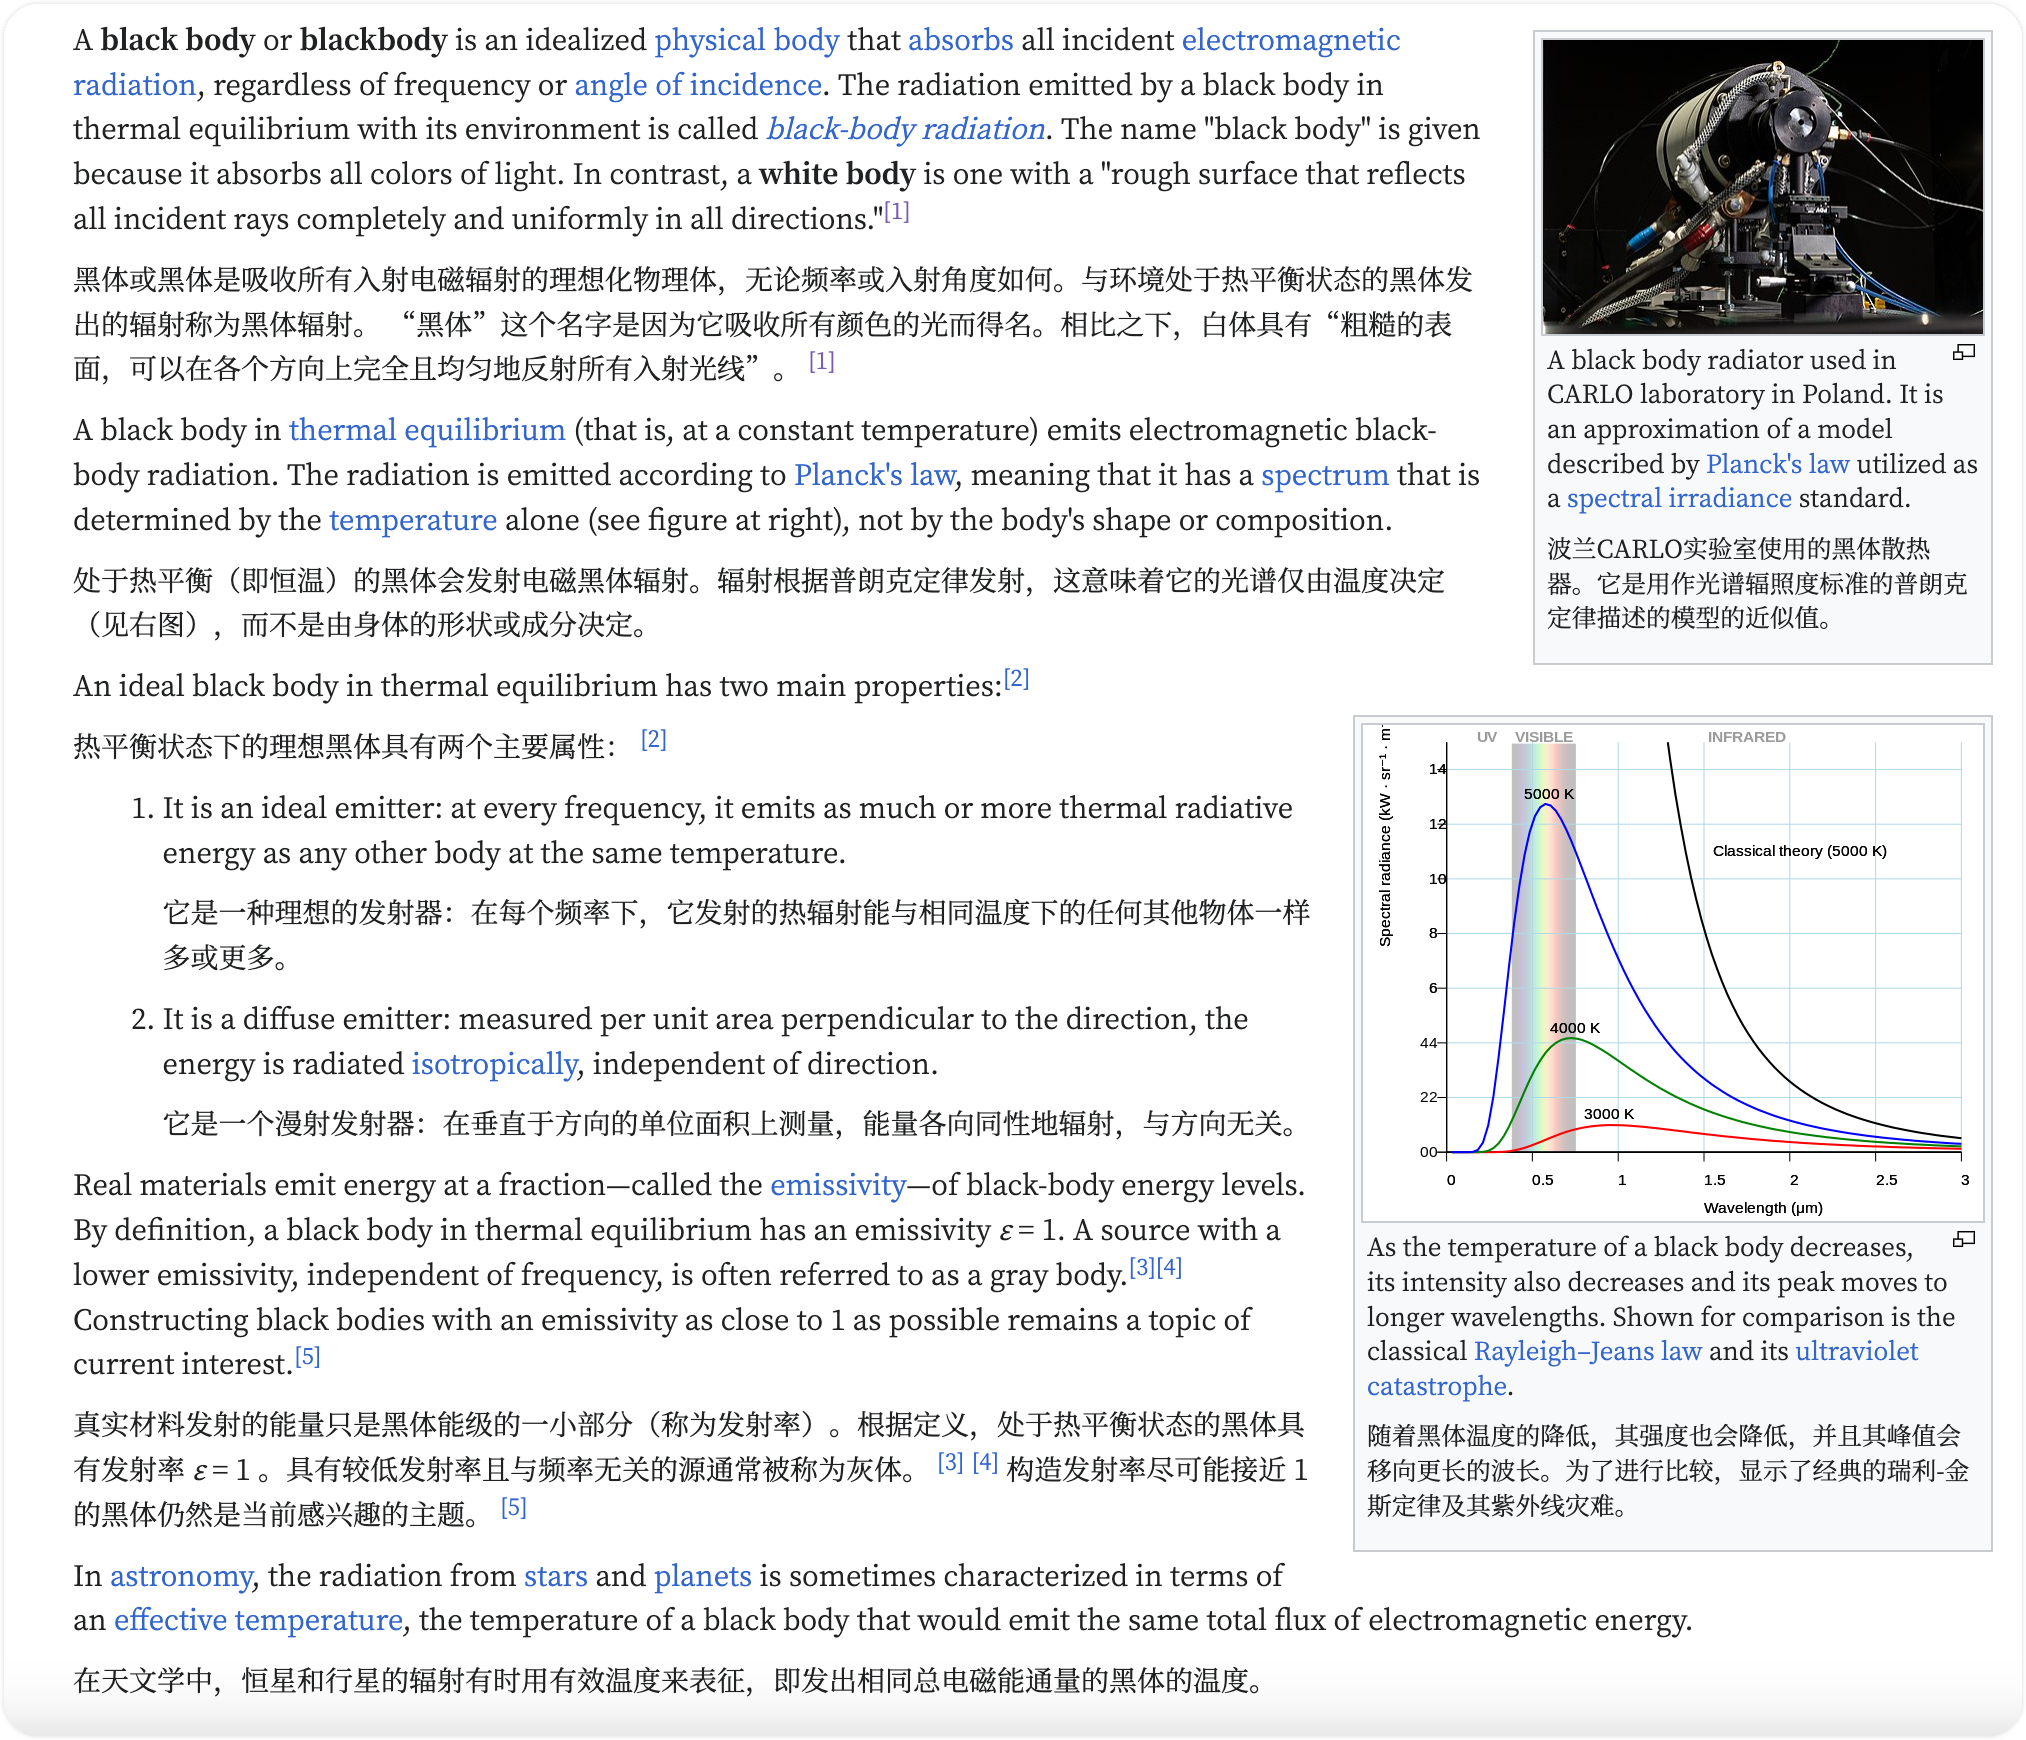 A black body or blackbody is an idealized physical body that absorbs all incident electromagnetic
radiation, regardless of frequency or angle of incidence. The radiation emitted by a black body in
thermal equilibrium with its environment is called black-body radiation. The name "black body" is given
because it absorbs all colors of light. In contrast, a white body is one with a "rough surface that reflects
all incident rays completely and uniformly in all directions."[1]
黑体或黑体是吸收所有入射电磁辐射的理想化物理体，无论频率或入射角度如何。与环境处于热平衡状态的黑体发
出的辐射称为黑体辐射。 “黑体”这个名字是因为它吸收所有颜色的光而得名。相比之下，白体具有“粗糙的表
面，可以在各个方向上完全且均匀地反射所有入射光线”。 [1]
A black body in thermal equilibrium (that is, at a constant temperature) emits electromagnetic black-
body radiation. The radiation is emitted according to Planck's law, meaning that it has a spectrum that is
determined by the temperature alone (see figure at right), not by the body's shape or composition.
处于热平衡（即恒温）的黑体会发射电磁黑体辐射。辐射根据普朗克定律发射，这意味着它的光谱仅由温度决定
（见右图），而不是由身体的形状或成分决定。
An ideal black body in thermal equilibrium has two main properties:[2]
热平衡状态下的理想黑体具有两个主要属性： [2]
1. It is an ideal emitter: at every frequency, it emits as much or more thermal radiative
energy as any other body at the same temperature.
它是一种理想的发射器：在每个频率下，它发射的热辐射能与相同温度下的任何其他物体一样
多或更多。
2. It is a diffuse emitter: measured per unit area perpendicular to the direction, the
energy is radiated isotropically, independent of direction.
它是一个漫射发射器：在垂直于方向的单位面积上测量，能量各向同性地辐射，与方向无关。
Real materials emit energy at a fraction—called the emissivity—of black-body energy levels.
By definition, a black body in thermal equilibrium has an emissivity ε = 1. A source with a
lower emissivity, independent of frequency, is often referred to as a gray body.[3][4]
Constructing black bodies with an emissivity as close to 1 as possible remains a topic of
current interest.[5]
真实材料发射的能量只是黑体能级的一小部分（称为发射率）。根据定义，处于热平衡状态的黑体具
有发射率 ε = 1 。具有较低发射率且与频率无关的源通常被称为灰体。 [3] [4] 构造发射率尽可能接近 1
的黑体仍然是当前感兴趣的主题。 [5]
In astronomy, the radiation from stars and planets is sometimes characterized in terms of
an effective temperature, the temperature of a black body that would emit the same total flux of electromagnetic energy.
在天文学中，恒星和行星的辐射有时用有效温度来表征，即发出相同总电磁能通量的黑体的温度。
A black body radiator used in
CARLO laboratory in Poland. It is
an approximation of a model
described by Planck's law utilized as
a spectral irradiance standard.
波兰CARLO实验室使用的黑体散热
器。它是用作光谱辐照度标准的普朗克
定律描述的模型的近似值。
UV VISIBLE INFRARED
Spectral radiance (kW · sr⁻¹ · m
14
12
10
8
6
44
22
00
5000 K
Classical theory (5000 K)
4000 K
3000 K
0 0.5 1 1.5 2 2.5 3
Wavelength (μm)
As the temperature of a black body decreases,
its intensity also decreases and its peak moves to
longer wavelengths. Shown for comparison is the
classical Rayleigh–Jeans law and its ultraviolet
catastrophe.
随着黑体温度的降低，其强度也会降低，并且其峰值会
移向更长的波长。为了进行比较，显示了经典的瑞利-金
斯定律及其紫外线灾难。